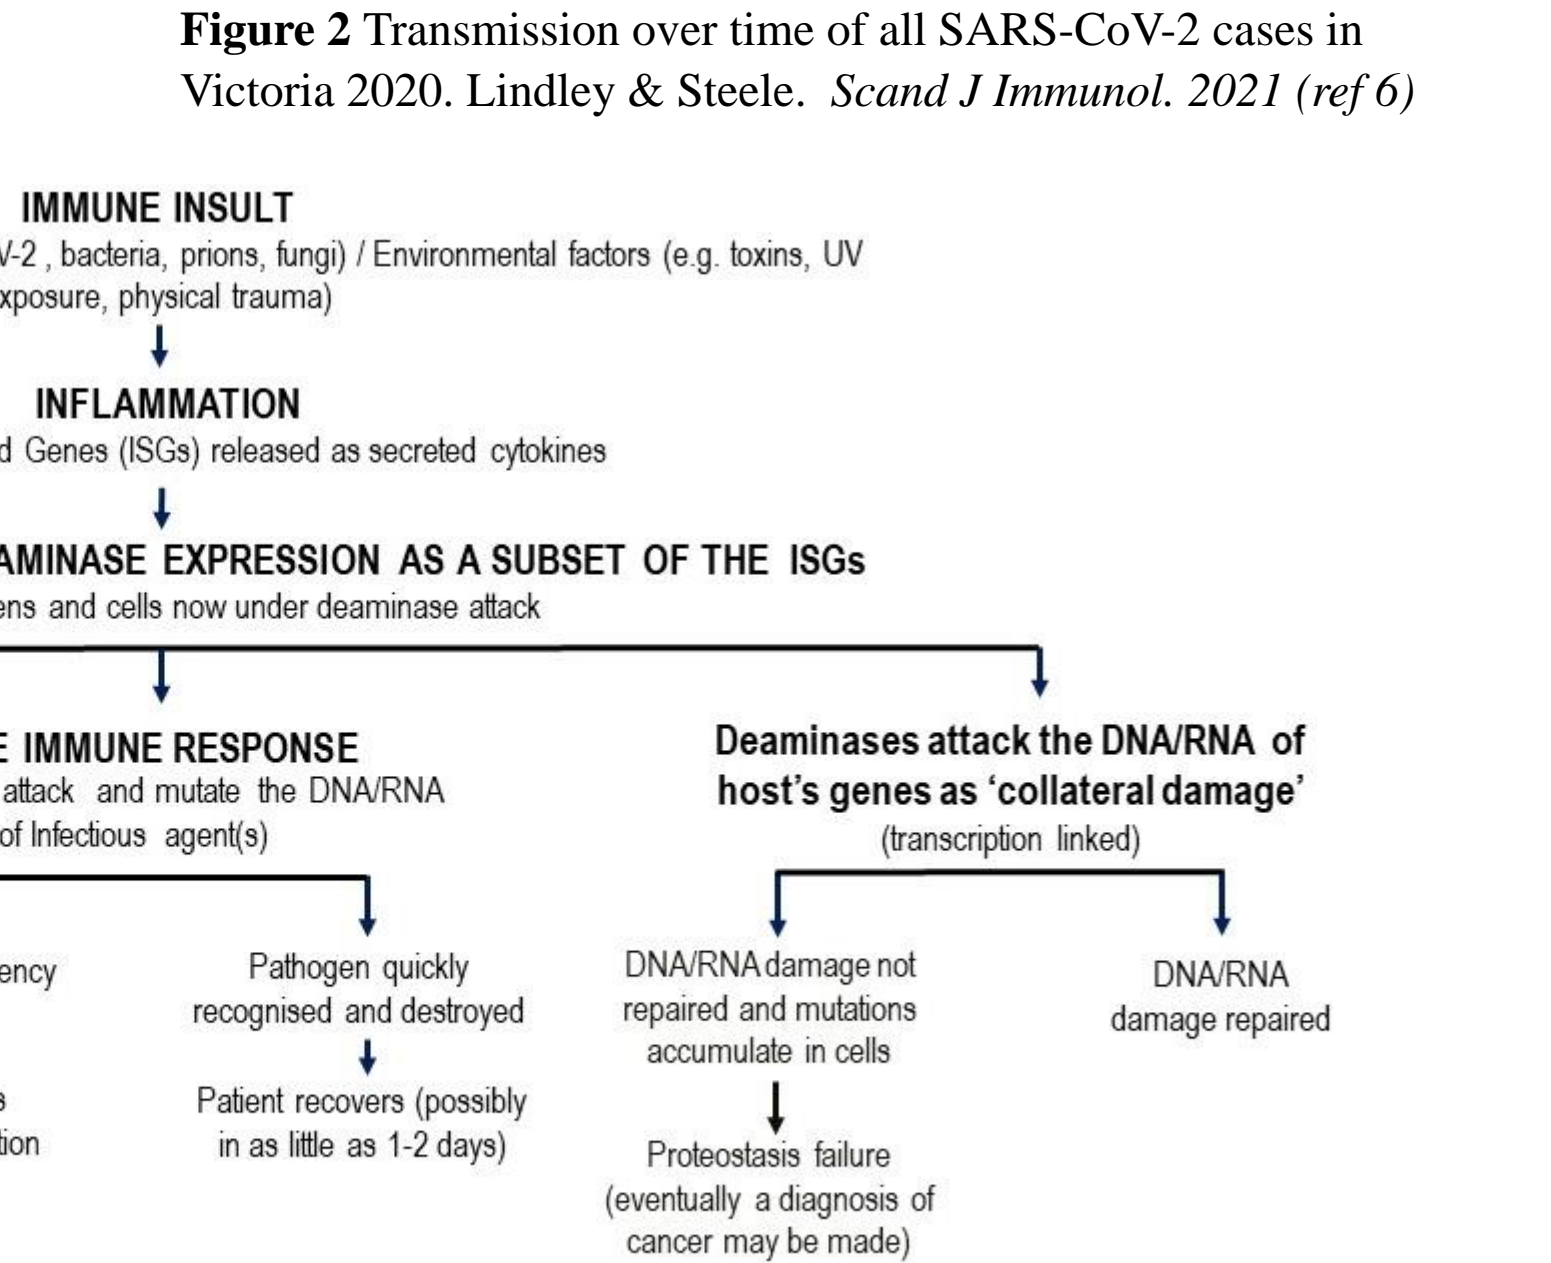 Figure 2 Transmission over time of all SARS-CoV-2 cases in
Victoria 2020. Lindley & Steele. Scand J Immunol. 2021 (ref 6)
IMMUNE INSULT
V-2 , bacteria, prions, fungi) / Environmental factors (e.g. toxins, UV
xposure, physical trauma)
INFLAMMATION
d Genes (ISGs) released as secreted cytokines
AMINASE EXPRESSION AS A SUBSET OF THE ISGs
ens and cells now under deaminase attack
E IMMUNE RESPONSE
attack and mutate the DNA/RNA
of Infectious agent(s)
Deaminases attack the DNA/RNA of
host's genes as ‘collateral damage’
(transcription linked)
ency
s
tion
Pathogen quickly
recognised and destroyed
Patient recovers (possibly
in as little as 1-2 days)
DNA/RNA damage not
repaired and mutations
accumulate in cells
Proteostasis failure
(eventually a diagnosis of
cancer may be made)
DNA/RNA
damage repaired